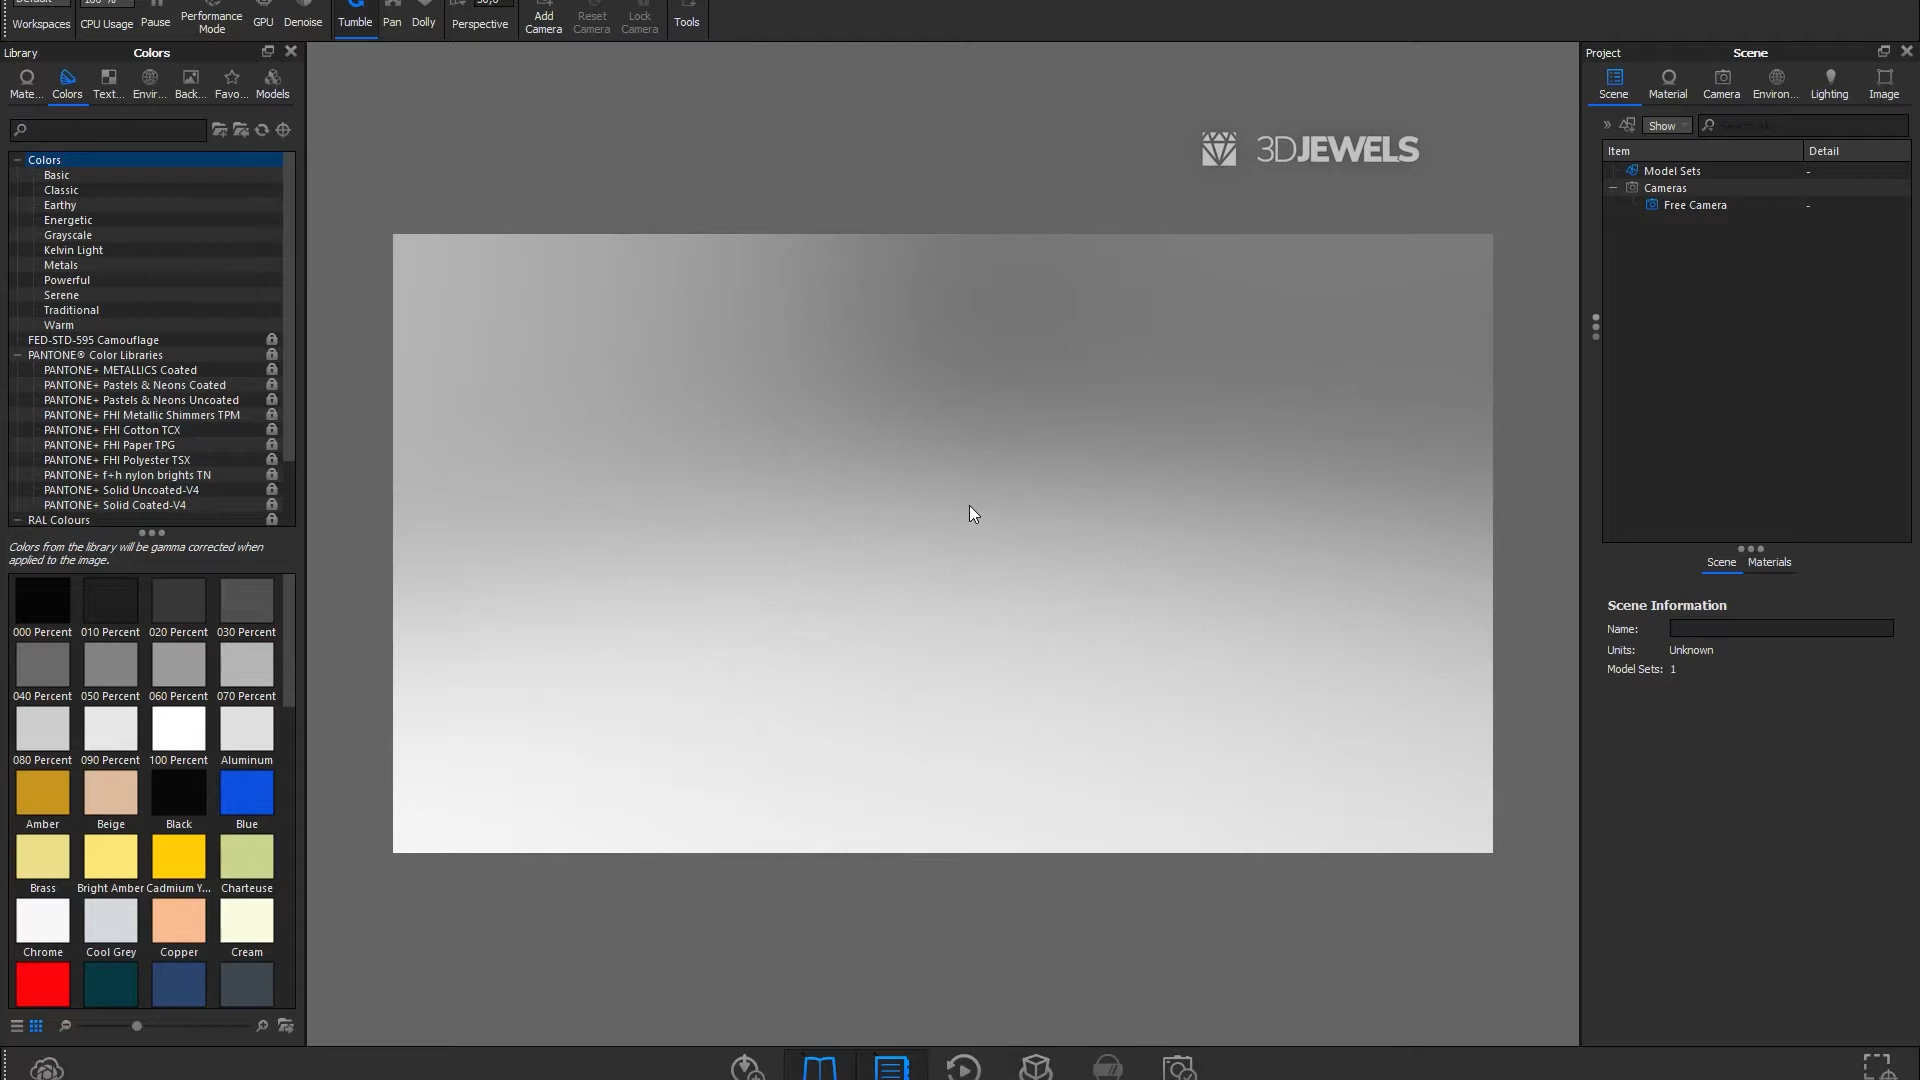 Default
100 %
50,0
Workspaces
CPU Usage
Pause
Performance
Mode
GPU
Denoise
Tumble
Pan
Dolly
Perspective
Add
Camera
Reset
Camera
Lock
Camera
Tools
Library
Colors
Mate...
Colors
Text...
Envir...
Back...
Favo...
Models
Colors
Basic
Classic
Earthy
Energetic
Grayscale
Kelvin Light
Metals
Powerful
Serene
Traditional
Warm
FED-STD-595 Camouflage
PANTONE® Color Libraries
PANTONE+ METALLICS Coated
PANTONE+ Pastels & Neons Coated
PANTONE+ Pastels & Neons Uncoated
PANTONE+ FHI Metallic Shimmers TPM
PANTONE+ FHI Cotton TCX
PANTONE+ FHI Paper TPG
PANTONE+ FHI Polyester TSX
PANTONE+ f+h nylon brights TN
PANTONE+ Solid Uncoated-V4
PANTONE+ Solid Coated-V4
RAL Colours
Colors from the library will be gamma corrected when
applied to the image.
000 Percent 010 Percent 020 Percent 030 Percent
040 Percent 050 Percent 060 Percent 070 Percent
080 Percent 090 Percent 100 Percent Aluminum
Amber Beige Black Blue
Brass Bright Amber Cadmium Y... Charteuse
Chrome Cool Grey Copper Cream
3DJEWELS
Project
Scene
Scene
Material
Camera
Environ...
Lighting
Image
Show
Item Detail
Model Sets -
Cameras
Free Camera -
Scene Materials
Scene Information
Name:
Units: Unknown
Model Sets: 1